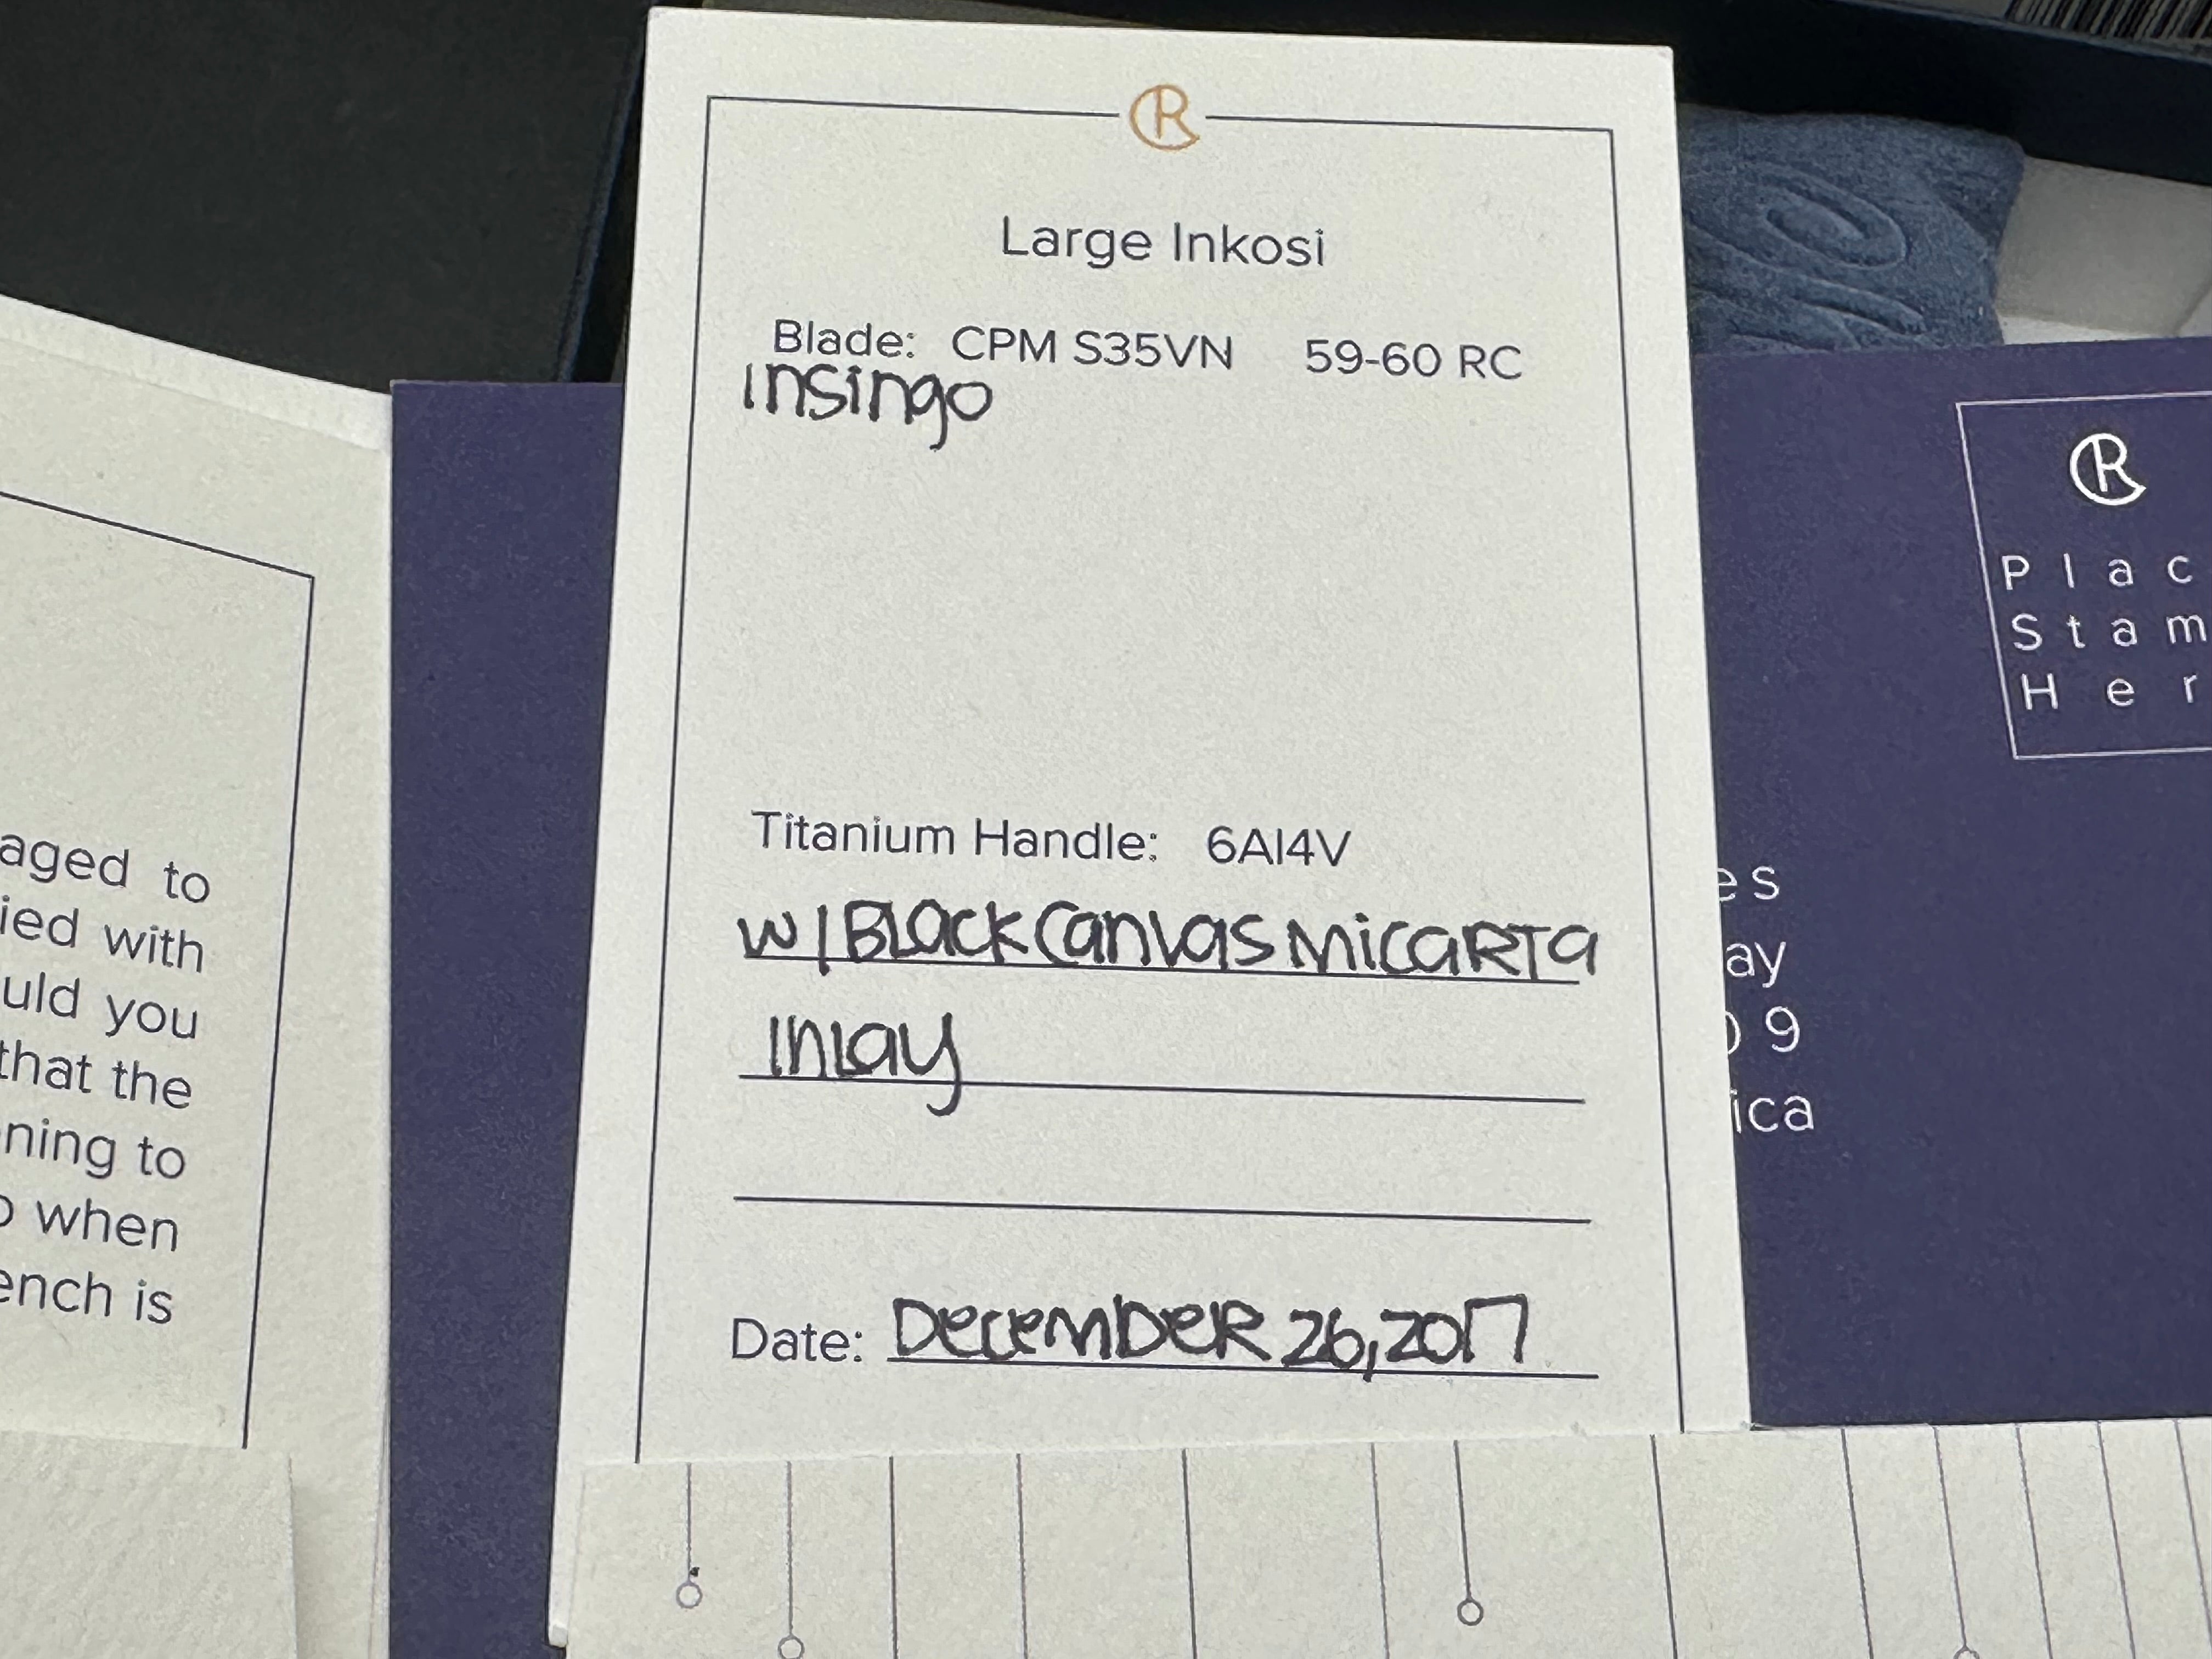 Large Inkosi
Blade: CPM S35VN 59-60 RC
Insingo
Titanium Handle: 6Al4V
W/BLack Canvas MicaRTa
Inlay
Date: DeceMBeR 26, 2017
aged to
ied with
uld you
that the
ning to
when
ench is
Plac
Stam
Her
es
ay
9
ica